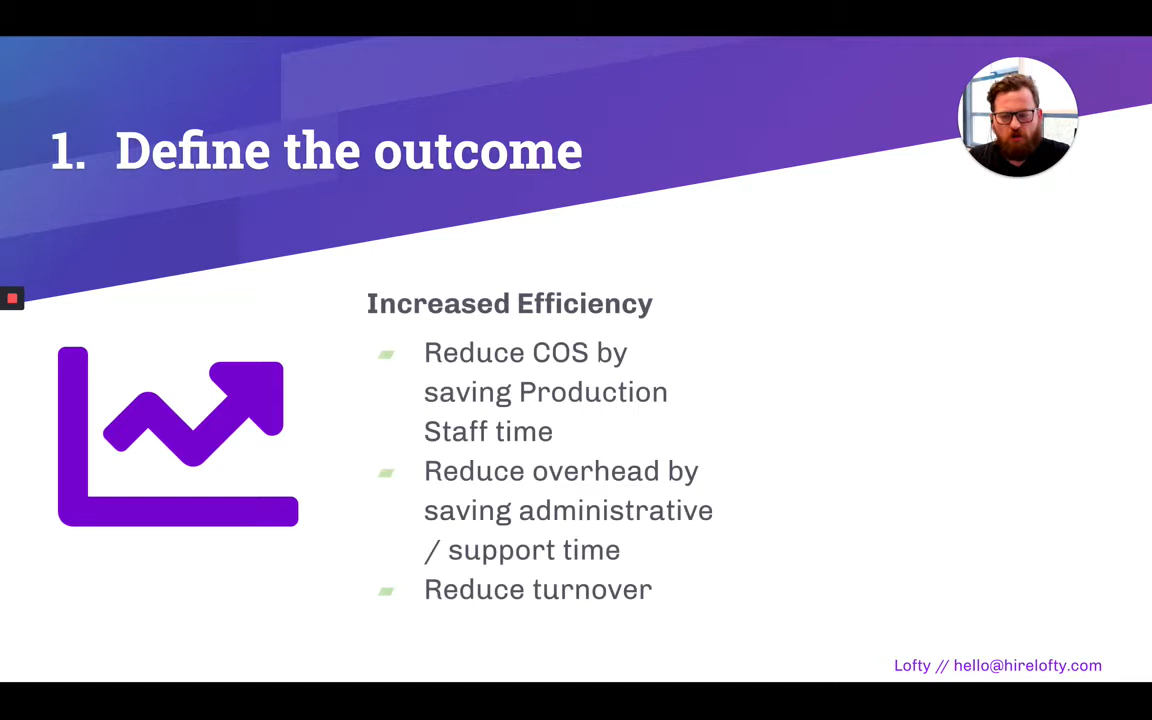 1. Define the outcome
Increased Efficiency
Reduce COS by
saving Production
Staff time
Reduce overhead by
saving administrative
/ support time
Reduce turnover
Lofty // hello@hirelofty.com